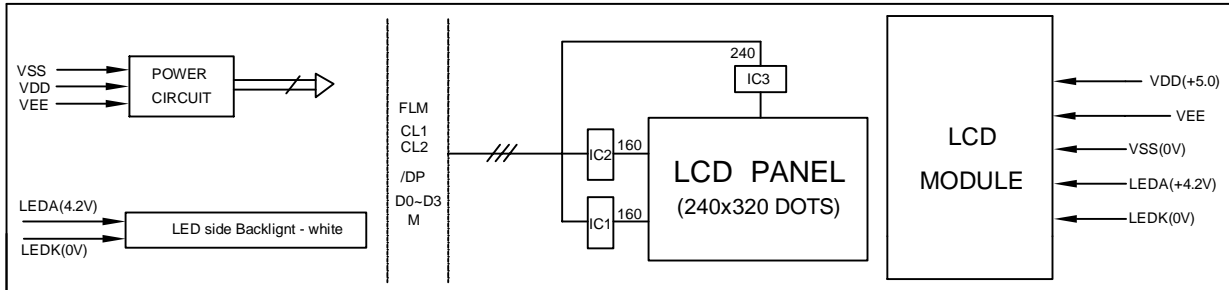 VSS
VDD
VEE
POWER
CIRCUIT
LEDA(4.2V)
LEDK(0V)
LED side Backlignt - white
FLM
CL1
CL2
/DP
D0~D3
M
240
IC3
IC2
160
IC1
160
LCD PANEL
(240x320 DOTS)
LCD
MODULE
VDD(+5.0)
VEE
VSS(0V)
LEDA(+4.2V)
LEDK(0V)